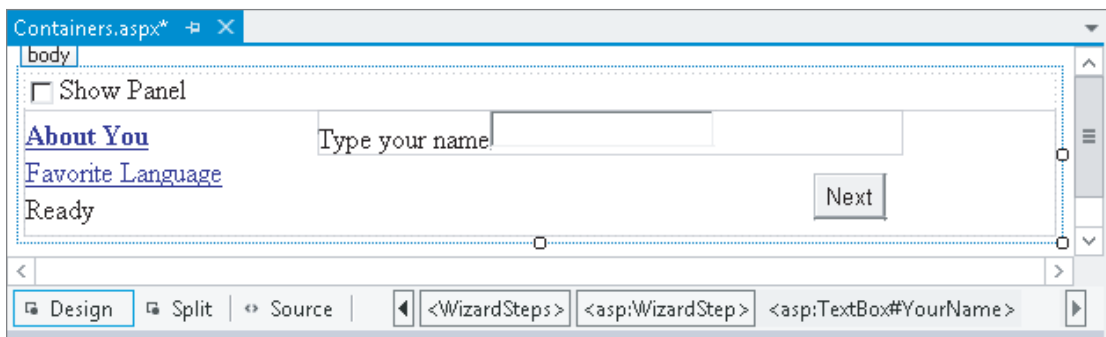 Containers.aspx*
body
Show Panel
About You
Type your name
Favorite Language
Next
Ready
Design Split Source <WizardSteps> <asp:WizardStep> <asp:TextBox#YourName>